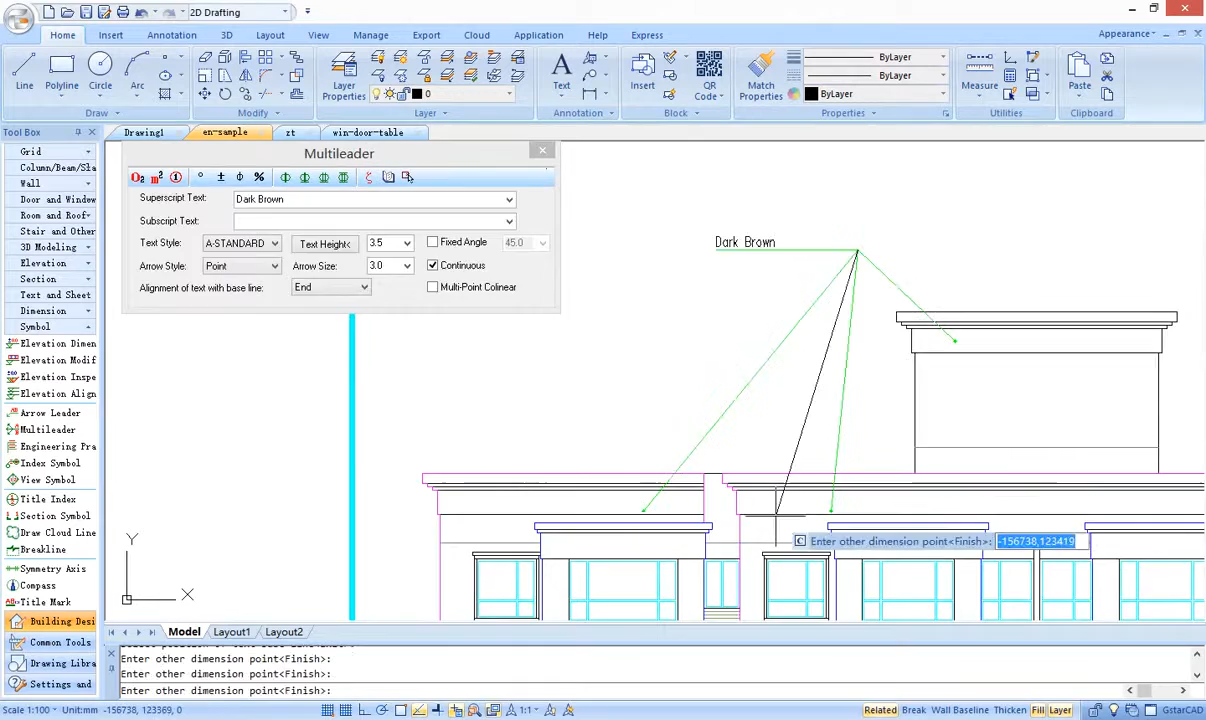 2D Drafting
Home Insert Annotation 3D Layout View Manage Export Cloud Application Help Express Appearance
Line Polyline Circle Arc
Layer Properties
0
Text
Insert QR Code
Match Properties
ByLayer
ByLayer
ByLayer
Measure
Paste
Draw Modify Layer Annotation Block Properties Utilities Clipboard
Tool Box
Drawing1 en-sample zt win-door-table
Grid
Column/Beam/Sla
Wall
Door and Window
Room and Roof
Stair and Other
3D Modeling
Elevation
Section
Text and Sheet
Dimension
Symbol
Elevation Dimen
Elevation Modif
Elevation Inspe
Elevation Align
Arrow Leader
Multileader
Engineering Pra
Index Symbol
View Symbol
Title Index
Section Symbol
Draw Cloud Line
Breakline
Symmetry Axis
Compass
Title Mark
Building Desi
Common Tools
Drawing Libra
Settings and
Multileader
O2 m2 1 ° ± ϕ %
Superscript Text: Dark Brown
Subscript Text:
Text Style: A-STANDARD Text Height< 3.5 Fixed Angle 45.0
Arrow Style: Point Arrow Size: 3.0 Continuous
Alignment of text with base line: End Multi-Point Colinear
Dark Brown
Enter other dimension point<Finish>: -156738,123419
Y
X
Model Layout1 Layout2
Enter other dimension point<Finish>:
Enter other dimension point<Finish>:
Enter other dimension point<Finish>:
Scale 1:100 Unit:mm -156738, 123369, 0 1:1 Related Break Wall Baseline Thicken Fill Layer GstarCAD